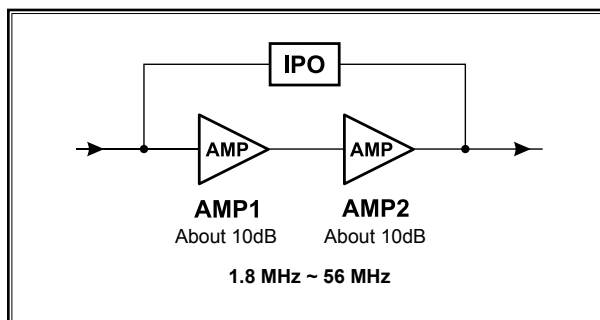 IPO
AMP AMP
AMP1 AMP2
About 10dB About 10dB
1.8 MHz ~ 56 MHz